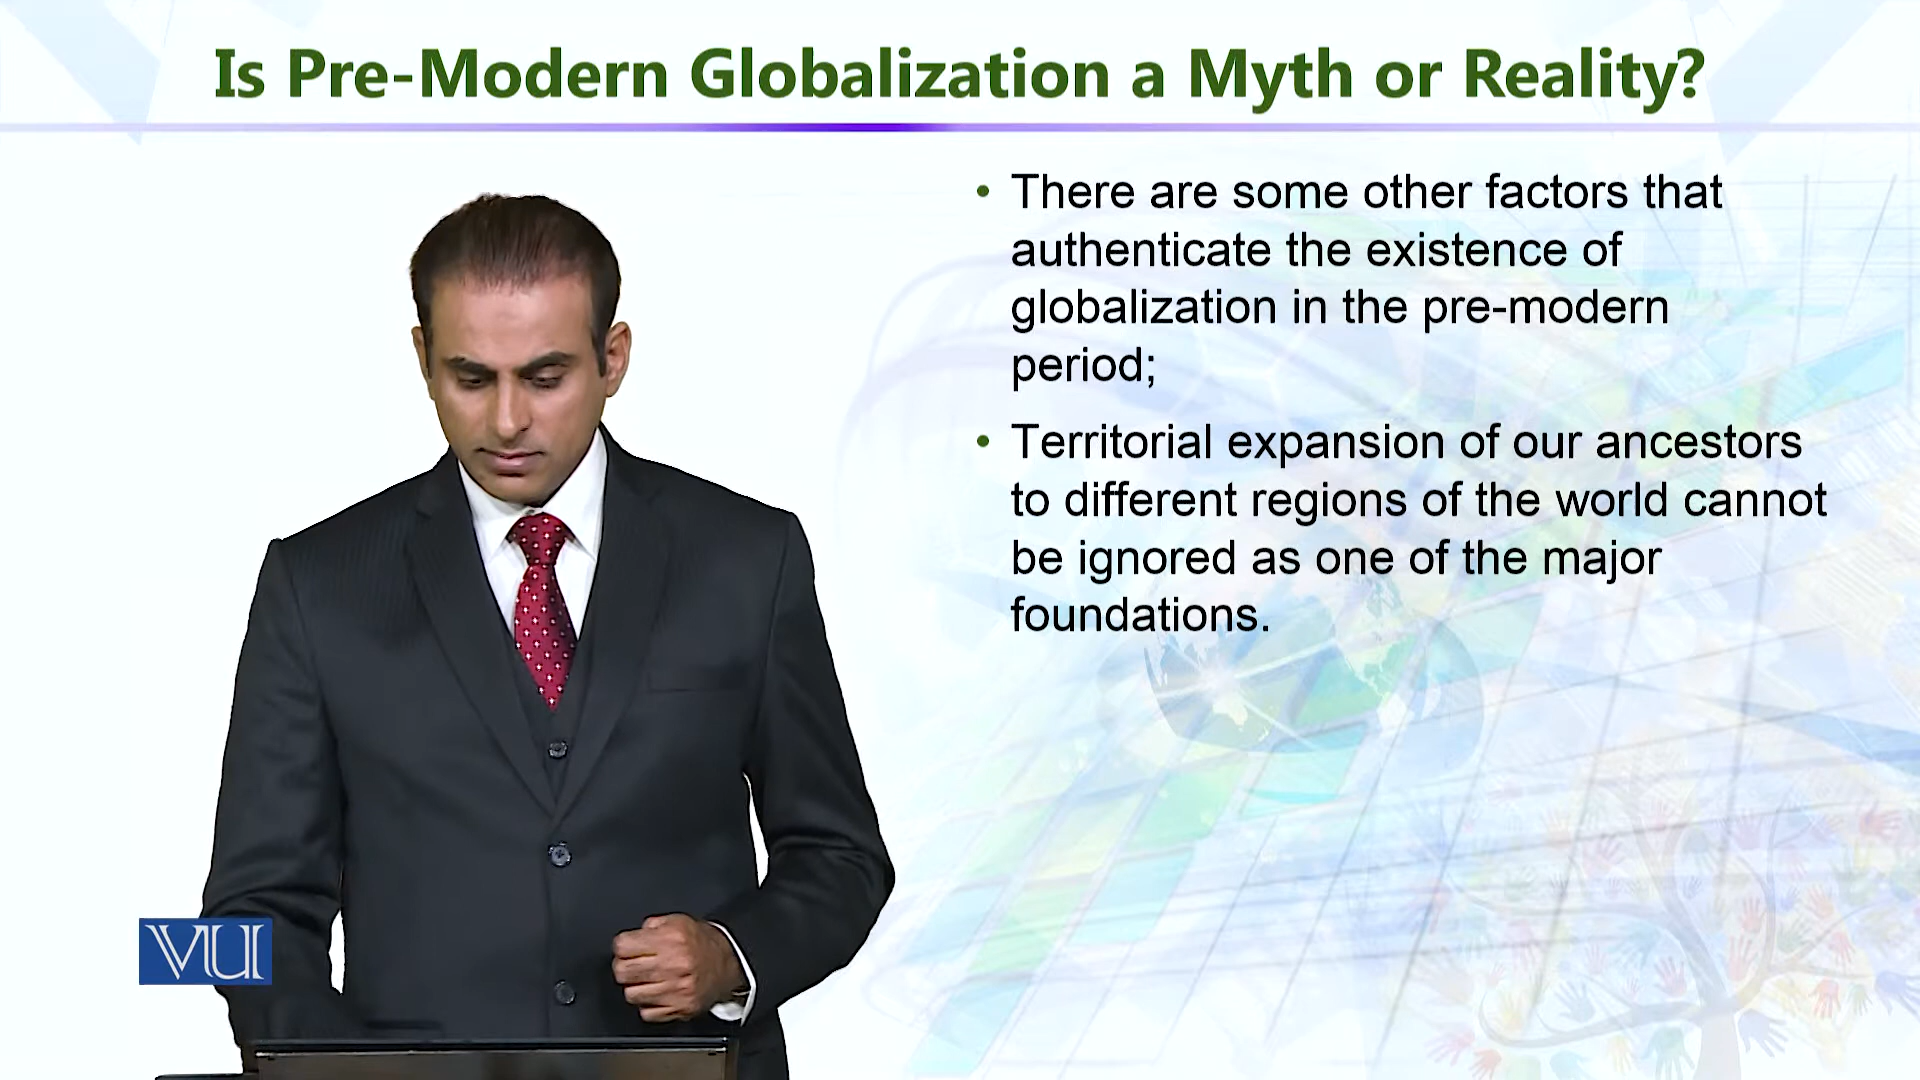 Is Pre-Modern Globalization a Myth or Reality?
• There are some other factors that
authenticate the existence of
globalization in the pre-modern
period;
• Territorial expansion of our ancestors
to different regions of the world cannot
be ignored as one of the major
foundations.
VU